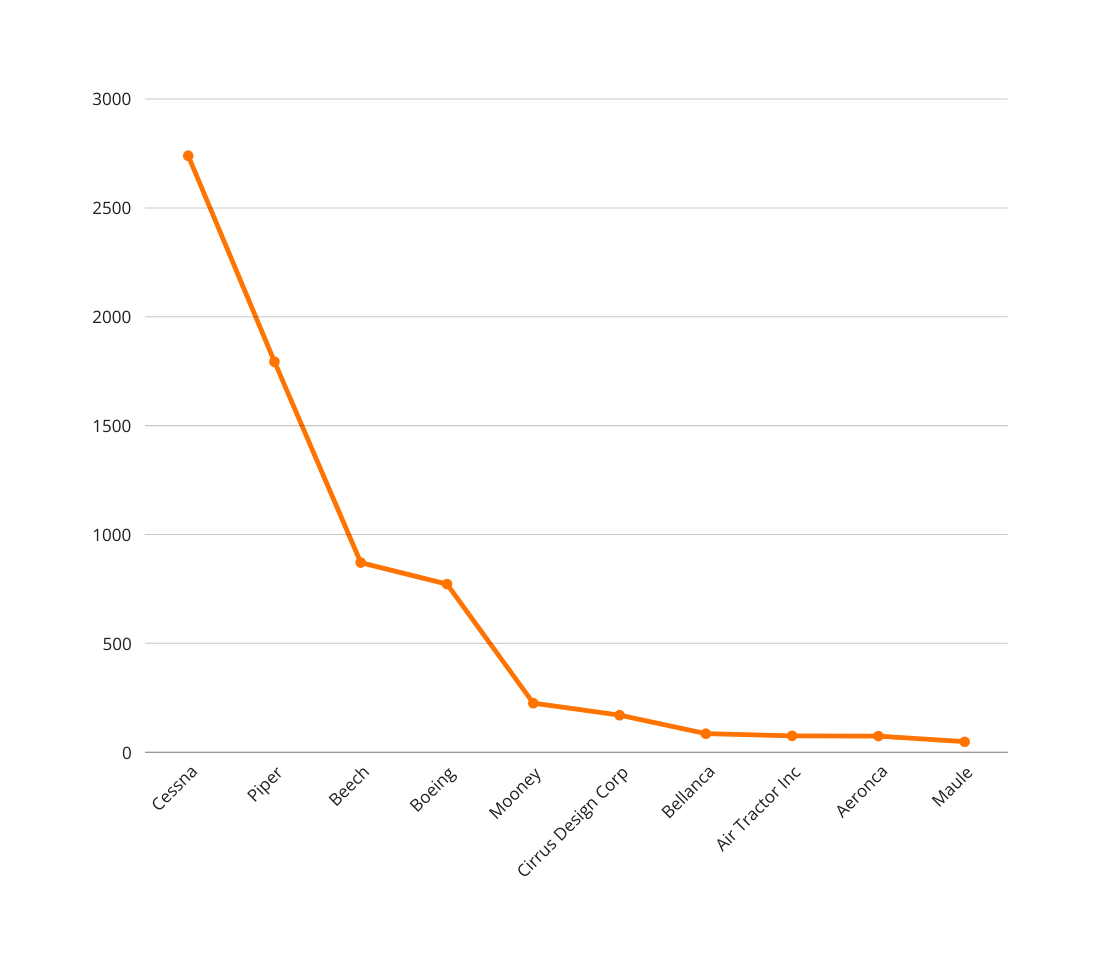 3000
2500
2000
1500
1000
500
0
Cessna
Piper
Beech
Boeing
Mooney
Cirrus Design Corp
Bellanca
Air Tractor Inc
Aeronca
Maule